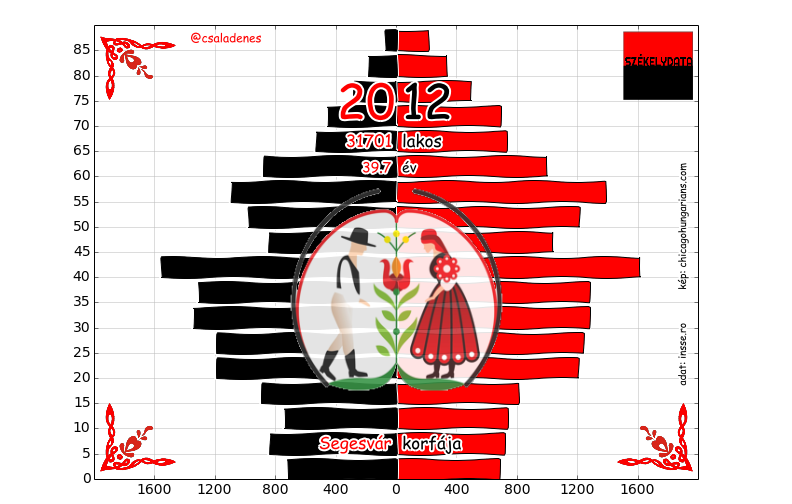 @csaladenes
SZÉKELYDATA
2012
31701 lakos
39.7 év
kép: chicagohungarians.com
adat: insse.ro
Segesvár korfája
85
80
75
70
65
60
55
50
45
40
35
30
25
20
15
10
5
0
1600 1200 800 400 0 400 800 1200 1600